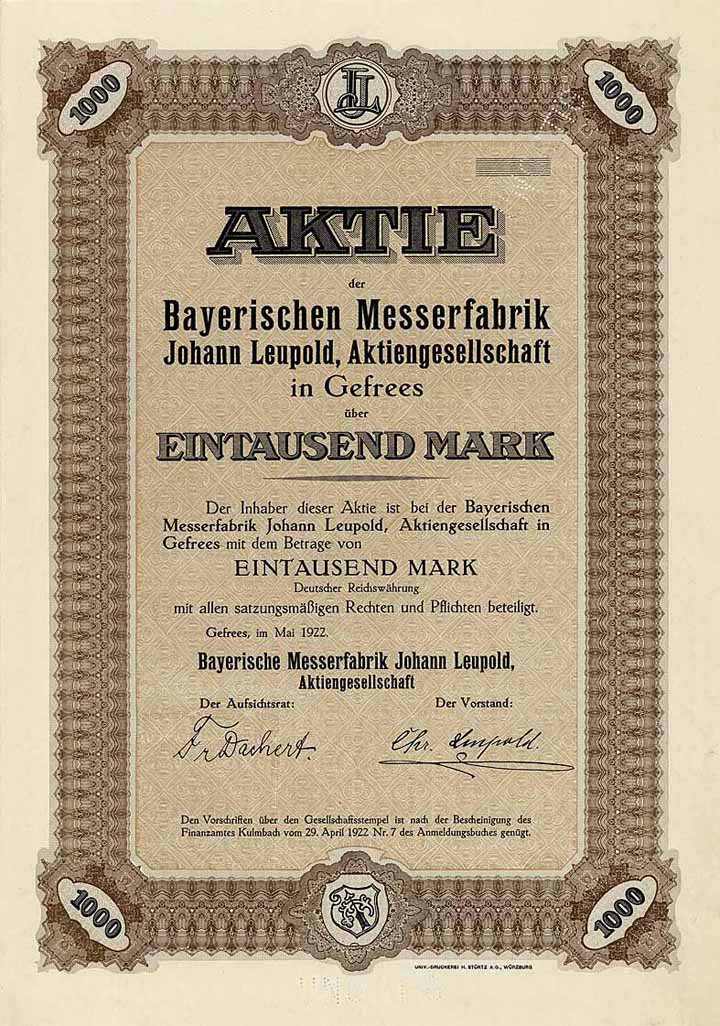 1000
JL
1000
AKTIE
der
Bayerischen Messerfabrik
Johann Leupold, Aktiengesellschaft
in Gefrees
über
EINTAUSEND MARK
Der Inhaber dieser Aktie ist bei der Bayerischen
Messerfabrik Johann Leupold, Aktiengesellschaft in
Gefrees mit dem Betrage von
EINTAUSEND MARK
Deutscher Reichswährung
mit allen satzungsmäßigen Rechten und Pflichten beteiligt.
Gefrees, im Mai 1922.
Bayerische Messerfabrik Johann Leupold,
Aktiengesellschaft
Der Aufsichtsrat:
Der Vorstand:
Fr Dachert.
Chr. Leupold.
Den Vorschriften über den Gesellschaftsstempel ist nach der Bescheinigung des
Finanzamtes Kulmbach vom 29. April 1922 Nr. 7 des Anmeldungsbuches genügt.
1000
1000
UNIV.-DRUCKEREI H. STÜRTZ A.G., WÜRZBURG